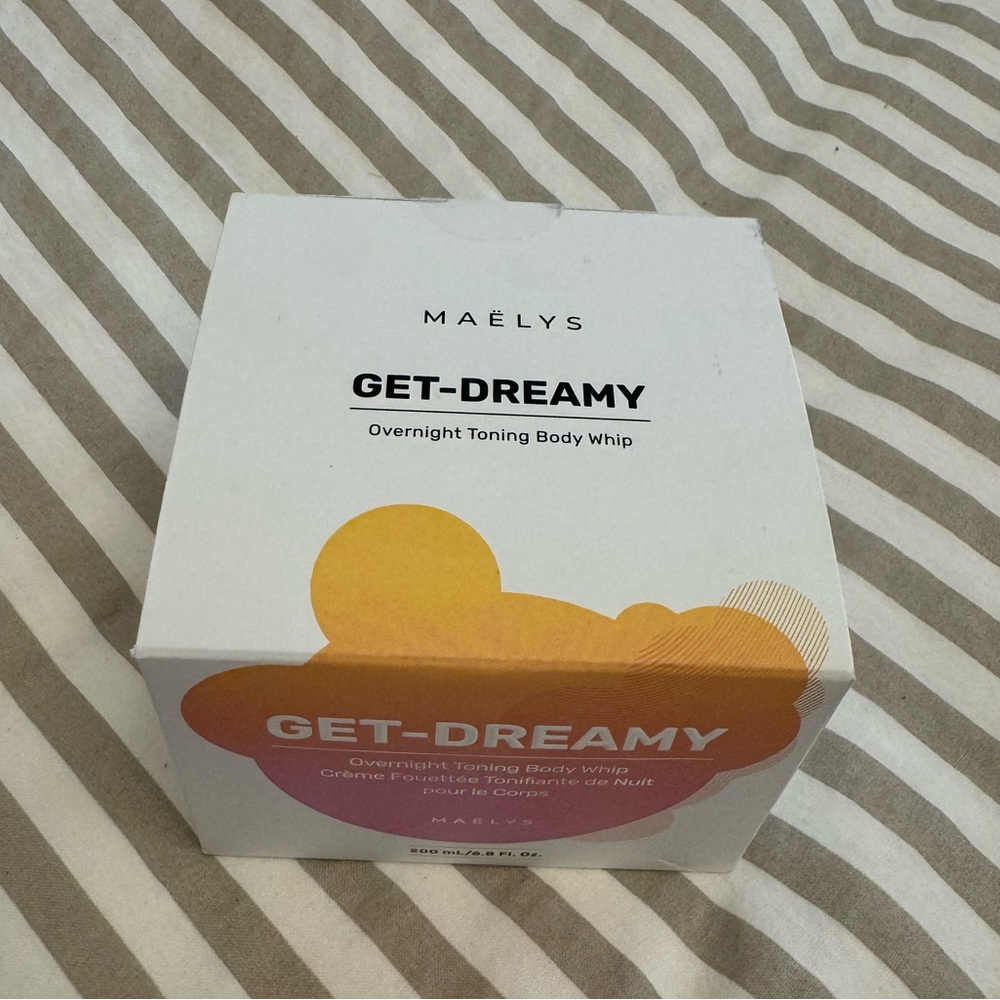 MAËLYS
GET-DREAMY
Overnight Toning Body Whip
GET-DREAMY
Overnight Toning Body Whip
Crème Fouettée Tonifiante de Nuit
pour le Corps
MAËLYS
200 mL/6.8 Fl. Oz.